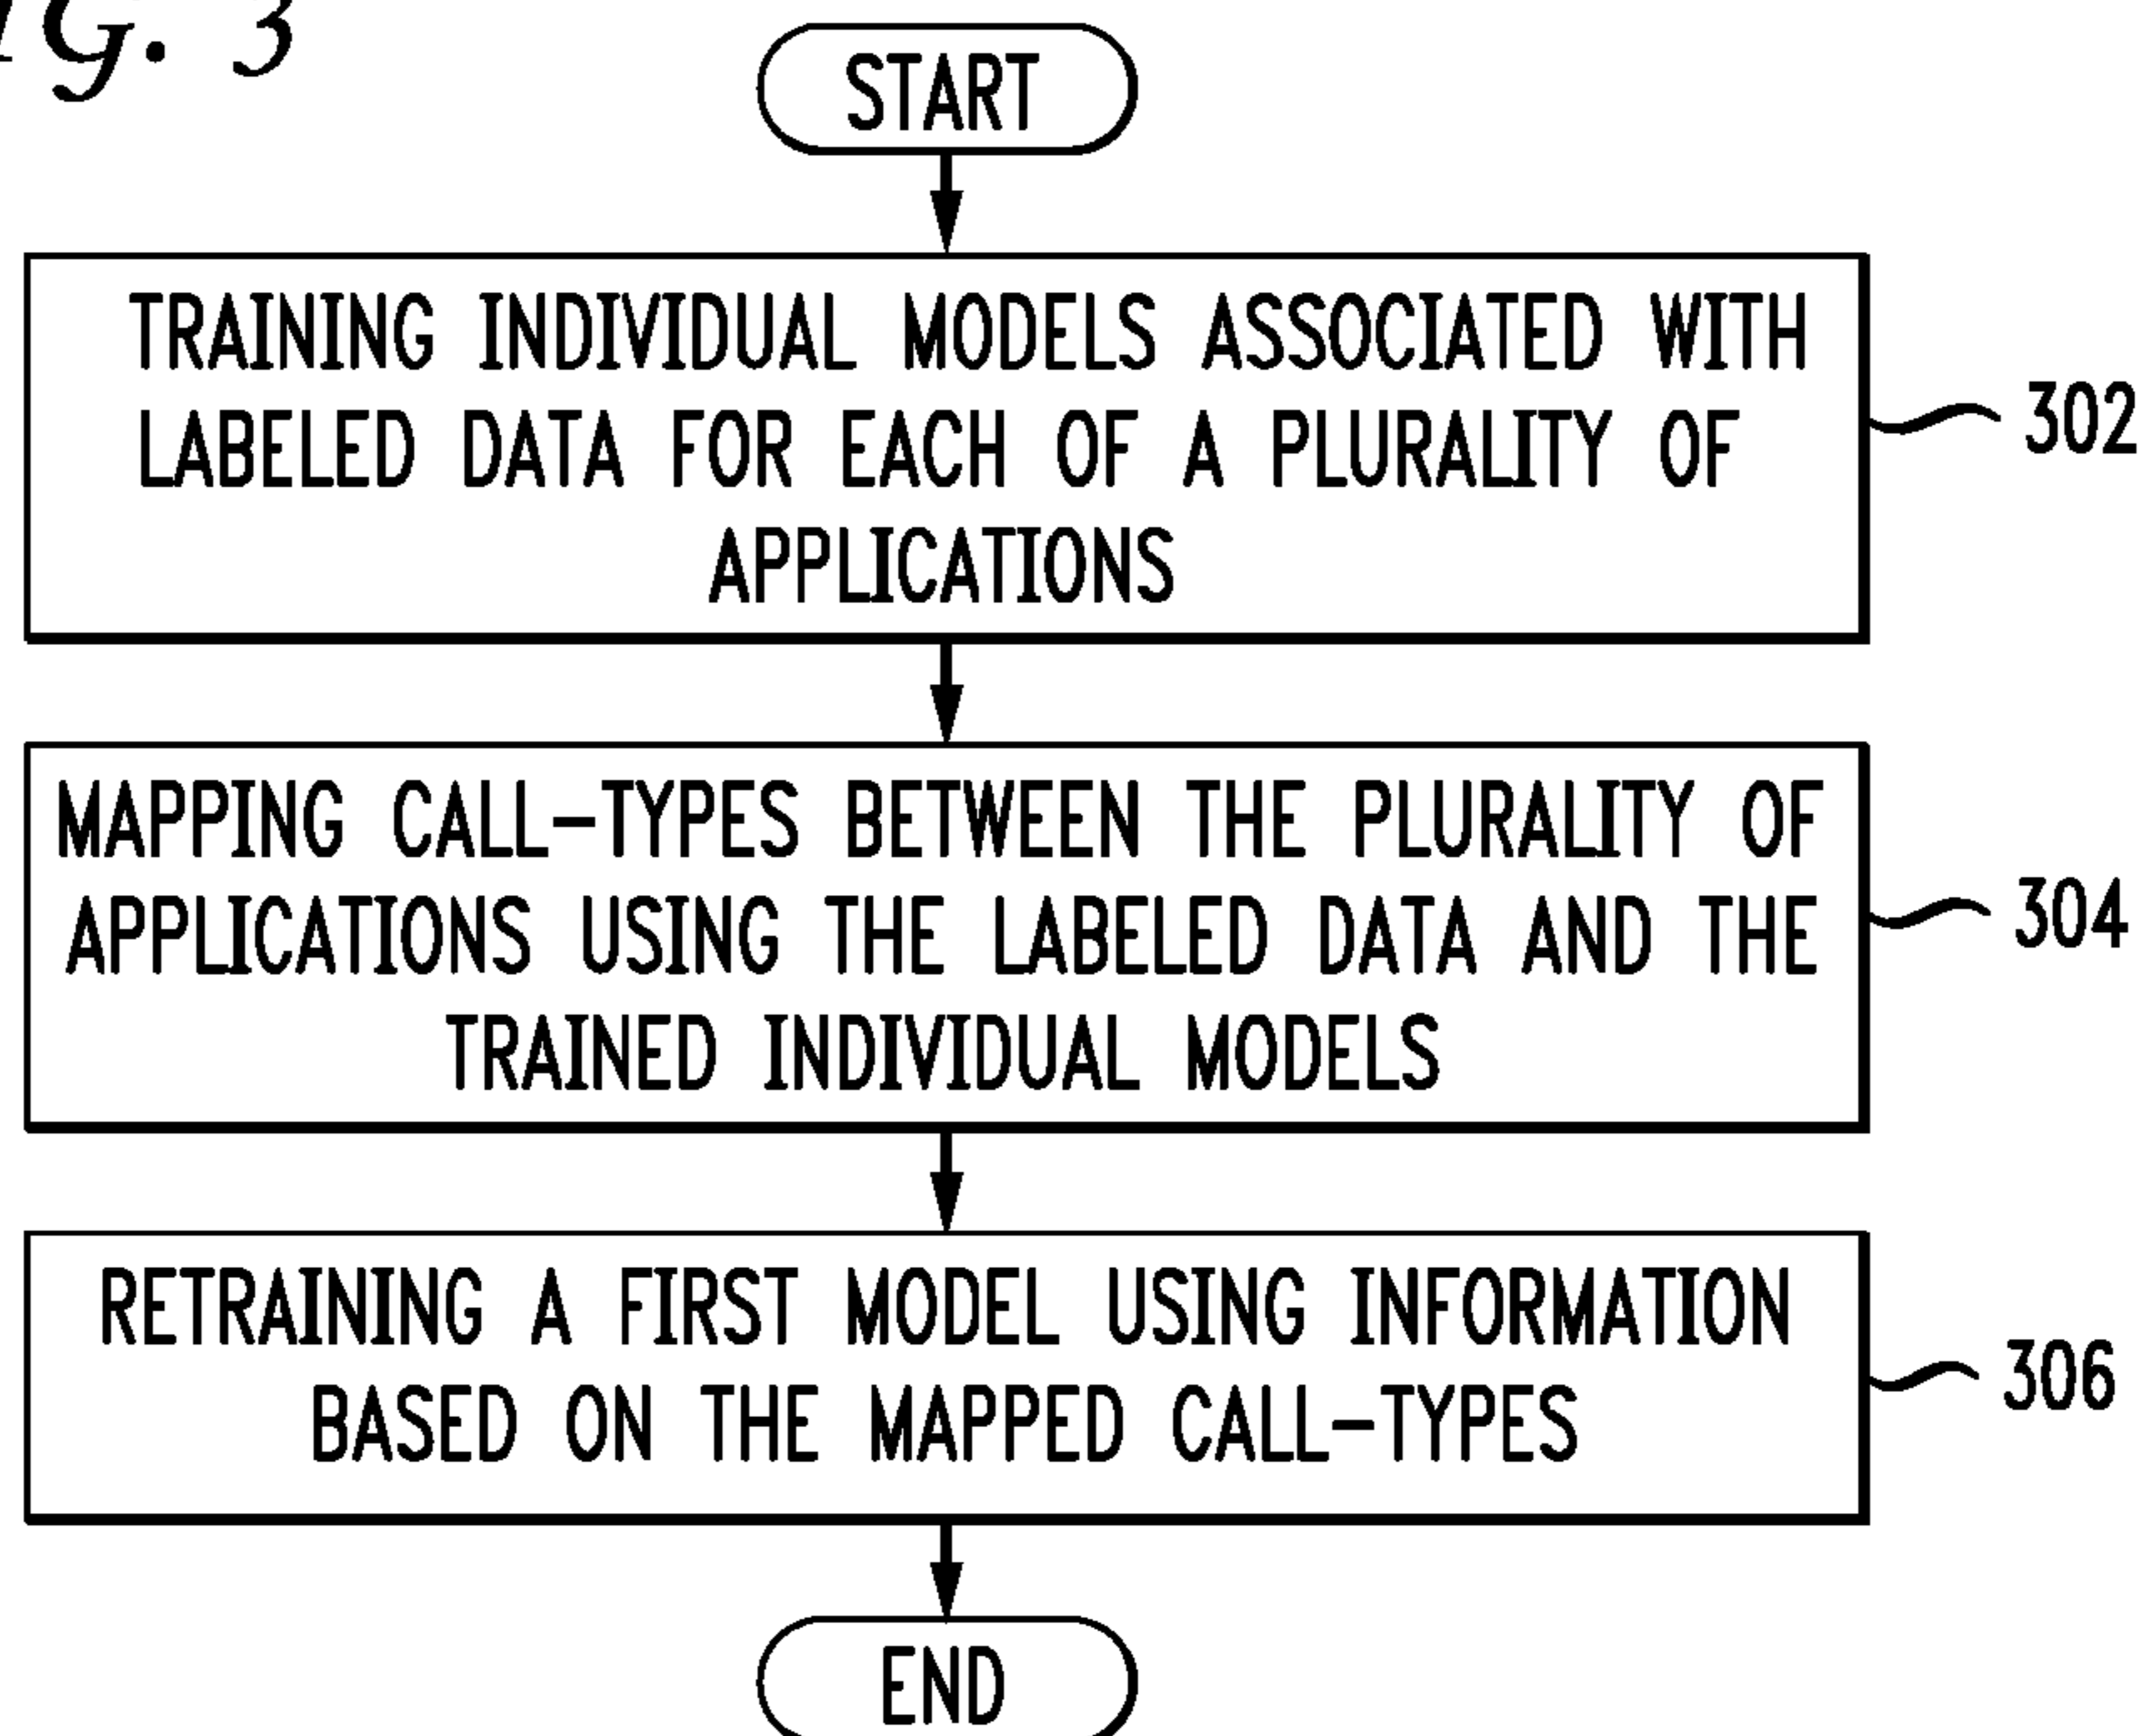 G. 3
START
TRAINING INDIVIDUAL MODELS ASSOCIATED WITH
LABELED DATA FOR EACH OF A PLURALITY OF
APPLICATIONS
302
MAPPING CALL-TYPES BETWEEN THE PLURALITY OF
APPLICATIONS USING THE LABELED DATA AND THE
TRAINED INDIVIDUAL MODELS
304
RETRAINING A FIRST MODEL USING INFORMATION
BASED ON THE MAPPED CALL-TYPES
306
END